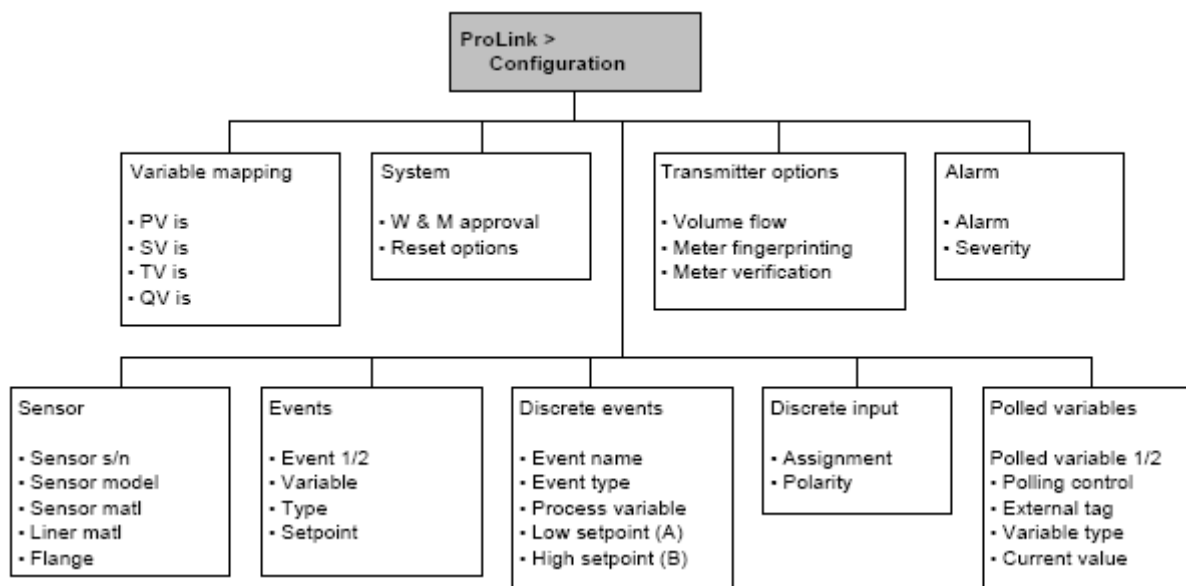 ProLink >
Configuration
Variable mapping
▪ PV is
▪ SV is
▪ TV is
▪ QV is
System
▪ W & M approval
▪ Reset options
Transmitter options
▪ Volume flow
▪ Meter fingerprinting
▪ Meter verification
Alarm
▪ Alarm
▪ Severity
Sensor
▪ Sensor s/n
▪ Sensor model
▪ Sensor matl
▪ Liner matl
▪ Flange
Events
▪ Event 1/2
▪ Variable
▪ Type
▪ Setpoint
Discrete events
▪ Event name
▪ Event type
▪ Process variable
▪ Low setpoint (A)
▪ High setpoint (B)
Discrete input
▪ Assignment
▪ Polarity
Polled variables
Polled variable 1/2
▪ Polling control
▪ External tag
▪ Variable type
▪ Current value